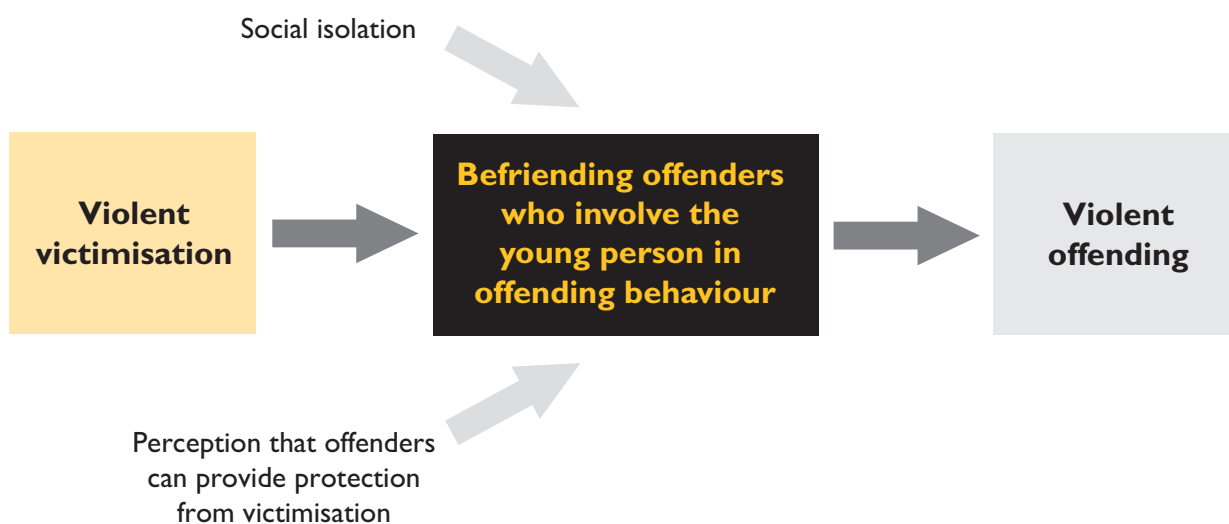 Social isolation
Violent
victimisation
Befriending offenders
who involve the
young person in
offending behaviour
Violent
offending
Perception that offenders
can provide protection
from victimisation